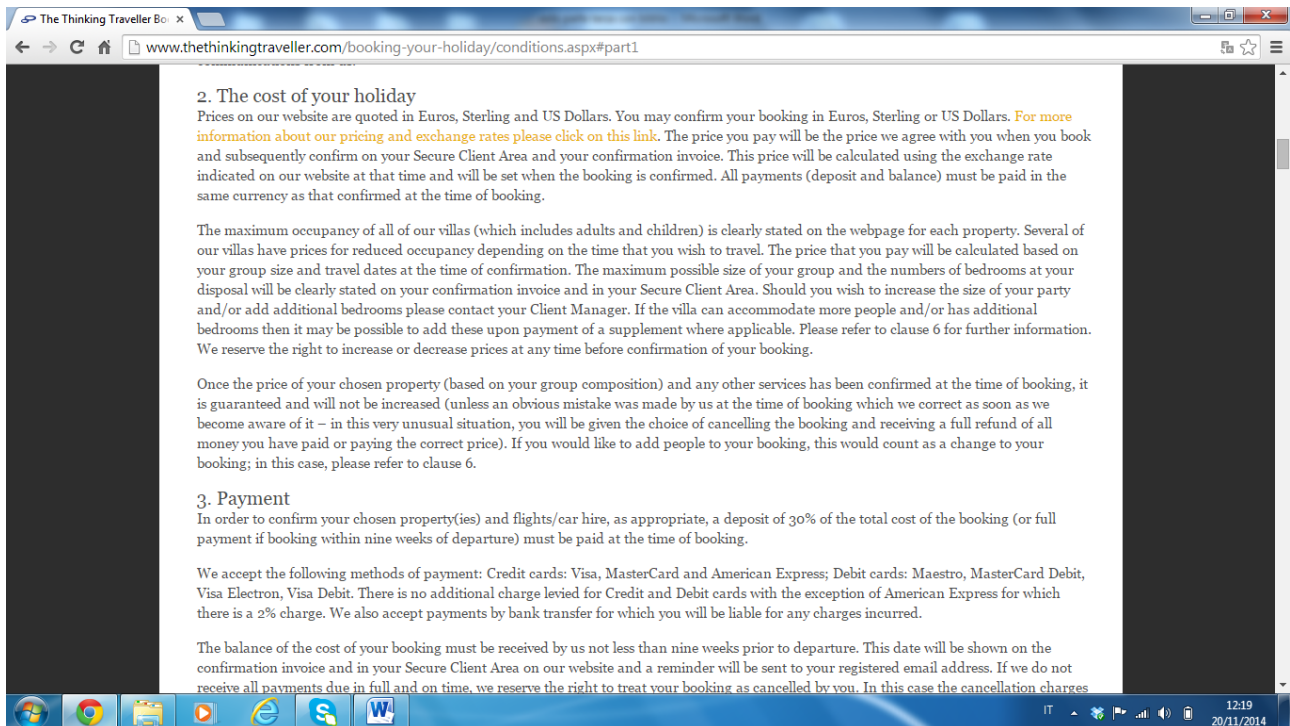 The Thinking Traveller Bo
www.thethinkingtraveller.com/booking-your-holiday/conditions.aspx#part1
2. The cost of your holiday
Prices on our website are quoted in Euros, Sterling and US Dollars. You may confirm your booking in Euros, Sterling or US Dollars. For more
information about our pricing and exchange rates please click on this link. The price you pay will be the price we agree with you when you book
and subsequently confirm on your Secure Client Area and your confirmation invoice. This price will be calculated using the exchange rate
indicated on our website at that time and will be set when the booking is confirmed. All payments (deposit and balance) must be paid in the
same currency as that confirmed at the time of booking.
The maximum occupancy of all of our villas (which includes adults and children) is clearly stated on the webpage for each property. Several of
our villas have prices for reduced occupancy depending on the time that you wish to travel. The price that you pay will be calculated based on
your group size and travel dates at the time of confirmation. The maximum possible size of your group and the numbers of bedrooms at your
disposal will be clearly stated on your confirmation invoice and in your Secure Client Area. Should you wish to increase the size of your party
and/or add additional bedrooms please contact your Client Manager. If the villa can accommodate more people and/or has additional
bedrooms then it may be possible to add these upon payment of a supplement where applicable. Please refer to clause 6 for further information.
We reserve the right to increase or decrease prices at any time before confirmation of your booking.
Once the price of your chosen property (based on your group composition) and any other services has been confirmed at the time of booking, it
is guaranteed and will not be increased (unless an obvious mistake was made by us at the time of booking which we correct as soon as we
become aware of it – in this very unusual situation, you will be given the choice of cancelling the booking and receiving a full refund of all
money you have paid or paying the correct price). If you would like to add people to your booking, this would count as a change to your
booking; in this case, please refer to clause 6.
3. Payment
In order to confirm your chosen property(ies) and flights/car hire, as appropriate, a deposit of 30% of the total cost of the booking (or full
payment if booking within nine weeks of departure) must be paid at the time of booking.
We accept the following methods of payment: Credit cards: Visa, MasterCard and American Express; Debit cards: Maestro, MasterCard Debit,
Visa Electron, Visa Debit. There is no additional charge levied for Credit and Debit cards with the exception of American Express for which
there is a 2% charge. We also accept payments by bank transfer for which you will be liable for any charges incurred.
The balance of the cost of your booking must be received by us not less than nine weeks prior to departure. This date will be shown on the
confirmation invoice and in your Secure Client Area on our website and a reminder will be sent to your registered email address. If we do not
receive all payments due in full and on time, we reserve the right to treat your booking as cancelled by you. In this case the cancellation charges
IT
12:19
20/11/2014